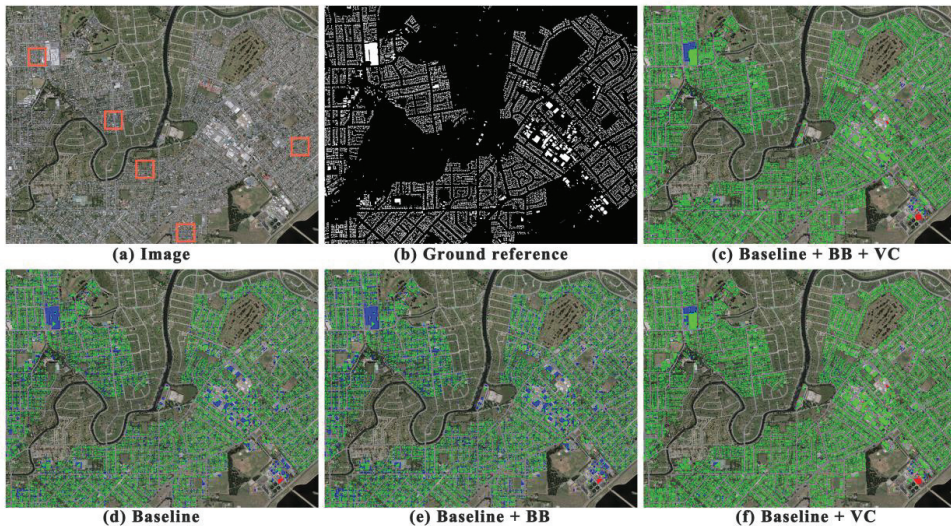 (a) Image
(b) Ground reference
(c) Baseline + BB + VC
(d) Baseline
(e) Baseline + BB
(f) Baseline + VC